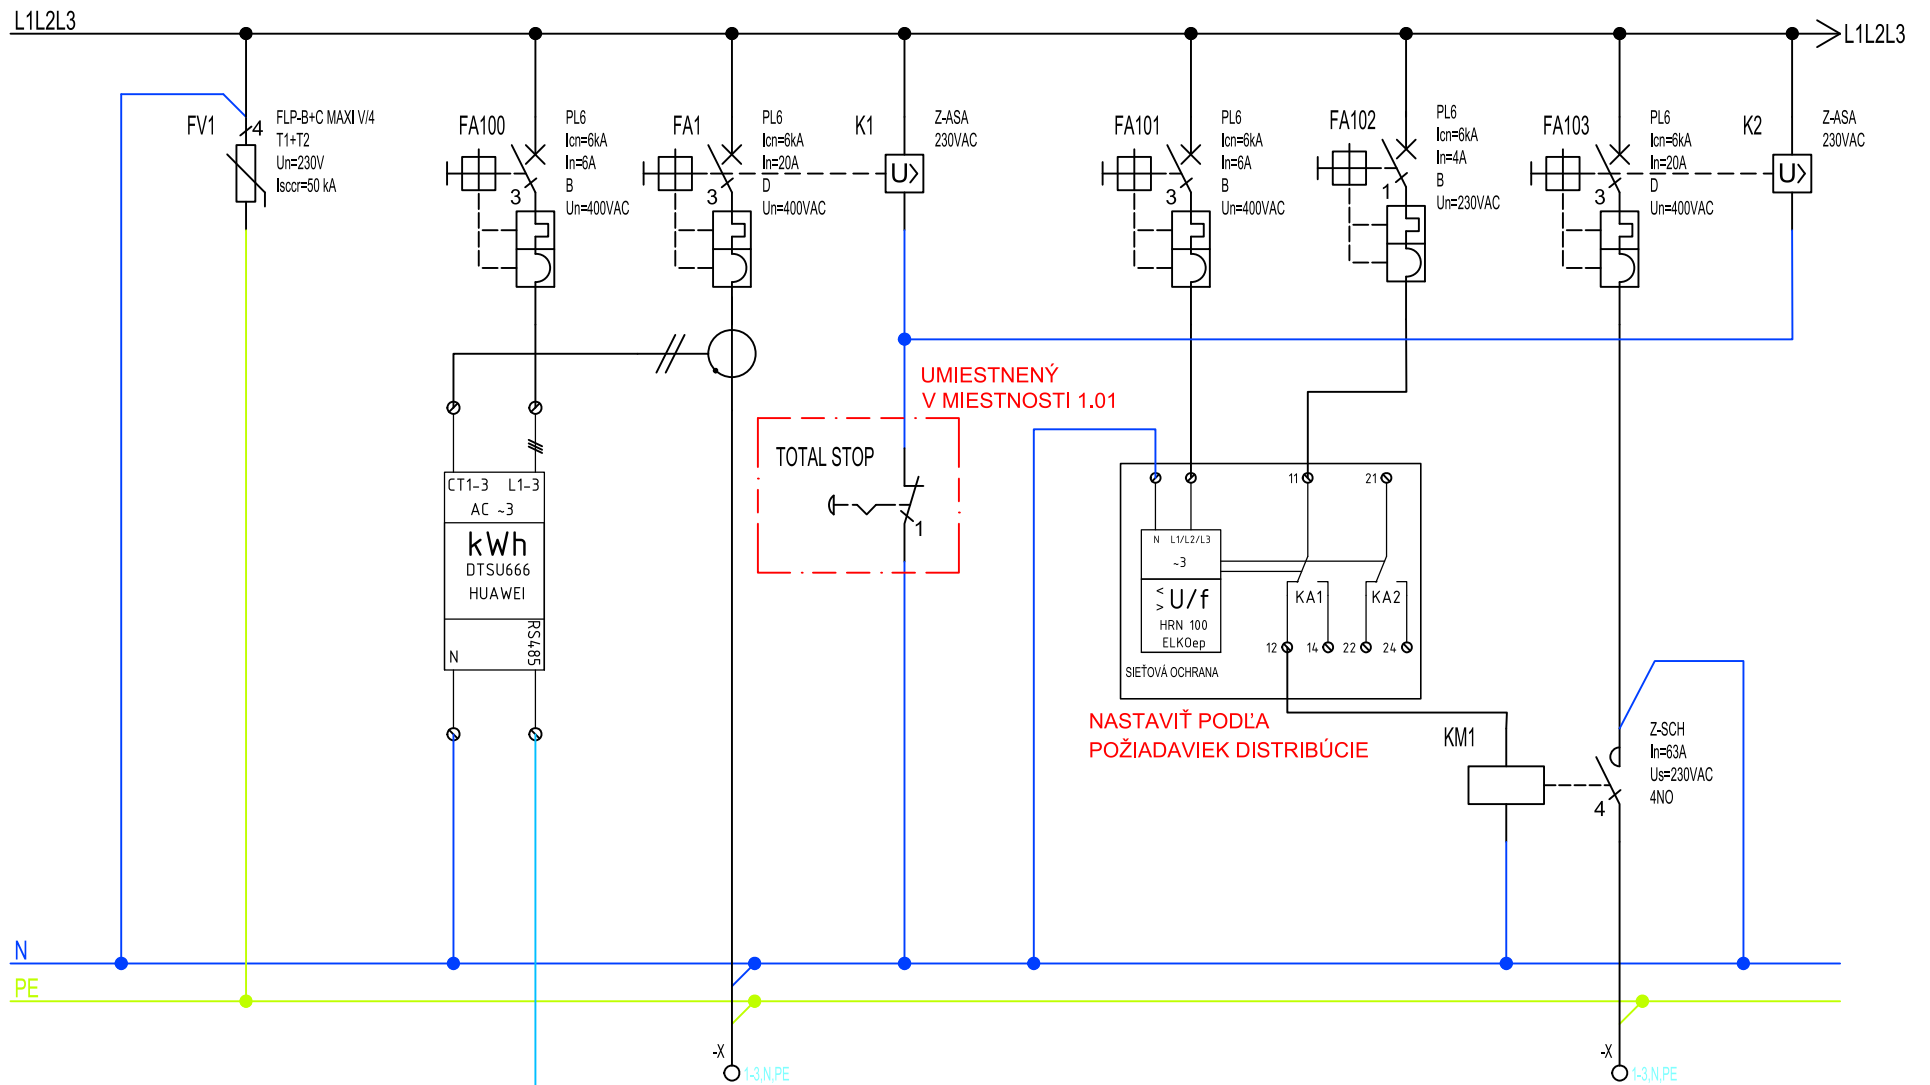 L1L2L3
L1L2L3
FV1
4
FLP-B+C MAXI V/4
T1+T2
Un=230V
Isccr=50 kA
FA100
3
PL6
Icn=6kA
In=6A
B
Un=400VAC
FA1
3
PL6
Icn=6kA
In=20A
D
Un=400VAC
K1
Z-ASA
230VAC
U>
FA101
3
PL6
Icn=6kA
In=6A
B
Un=400VAC
FA102
1
PL6
Icn=6kA
In=4A
B
Un=230VAC
FA103
3
PL6
Icn=6kA
In=20A
D
Un=400VAC
K2
Z-ASA
230VAC
U>
UMIESTNENÝ
V MIESTNOSTI 1.01
TOTAL STOP
1
CT1-3 L1-3
AC ~3
kWh
DTSU666
HUAWEI
RS485
N
11
21
N L1/L2/L3
~3
< > U/f
HRN 100
ELKOep
KA1
KA2
12
14
22
24
SIEŤOVÁ OCHRANA
NASTAVIŤ PODĽA
POŽIADAVIEK DISTRIBÚCIE
KM1
4
Z-SCH
In=63A
Us=230VAC
4NO
N
PE
-X
1-3,N,PE
-X
1-3,N,PE